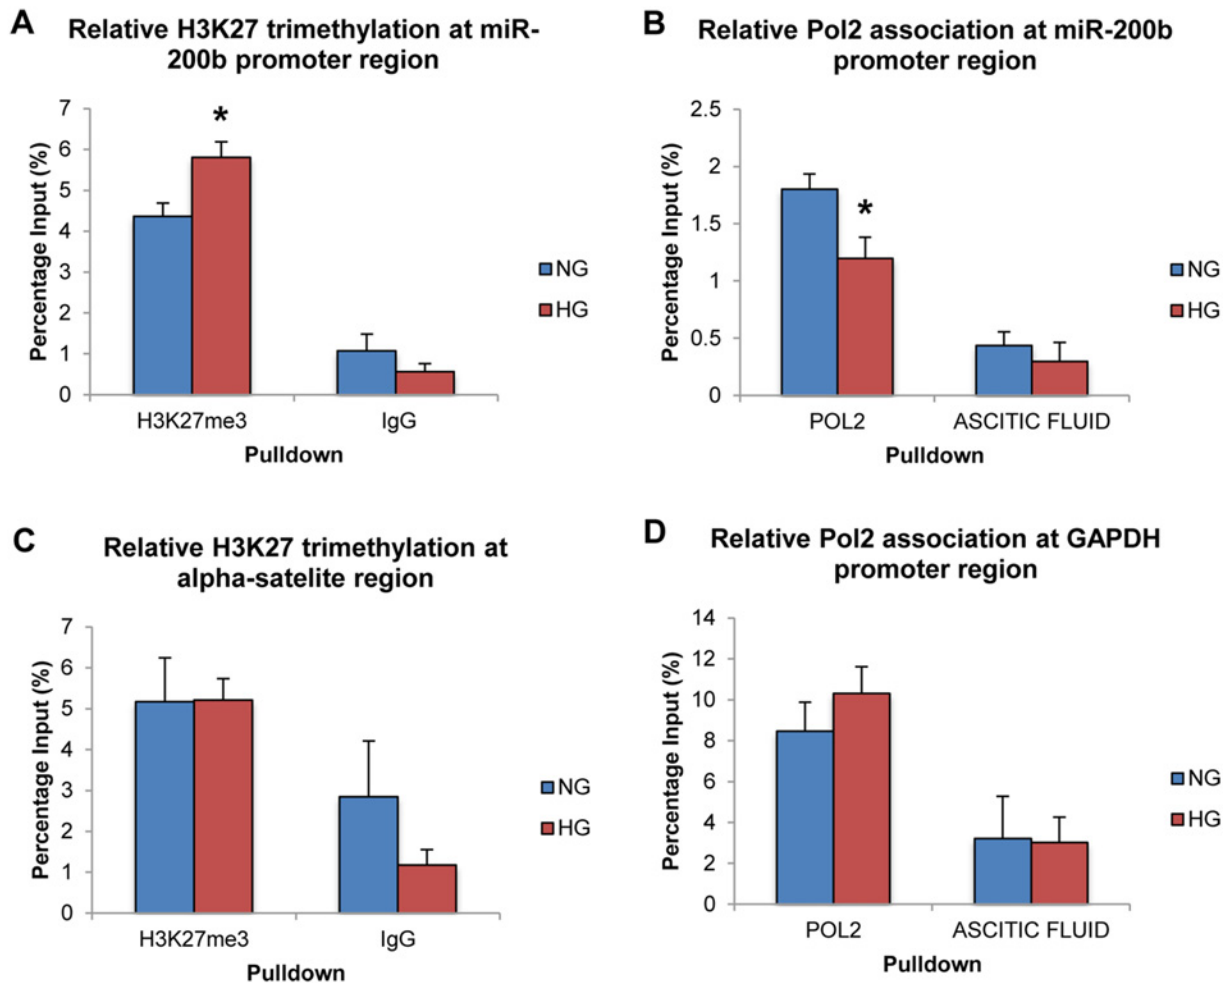 A
Relative H3K27 trimethylation at miR-
200b promoter region
7
6
5
4
3
2
1
0
Percentage Input (%)
*
H3K27me3
IgG
Pulldown
NG
HG
B
Relative Pol2 association at miR-200b
promoter region
2.5
2
1.5
1
0.5
0
Percentage Input (%)
*
POL2
ASCITIC FLUID
Pulldown
NG
HG
C
Relative H3K27 trimethylation at
alpha-satelite region
7
6
5
4
3
2
1
0
Percentage Input (%)
H3K27me3
IgG
Pulldown
NG
HG
D
Relative Pol2 association at GAPDH
promoter region
14
12
10
8
6
4
2
0
Percentage Input (%)
POL2
ASCITIC FLUID
Pulldown
NG
HG